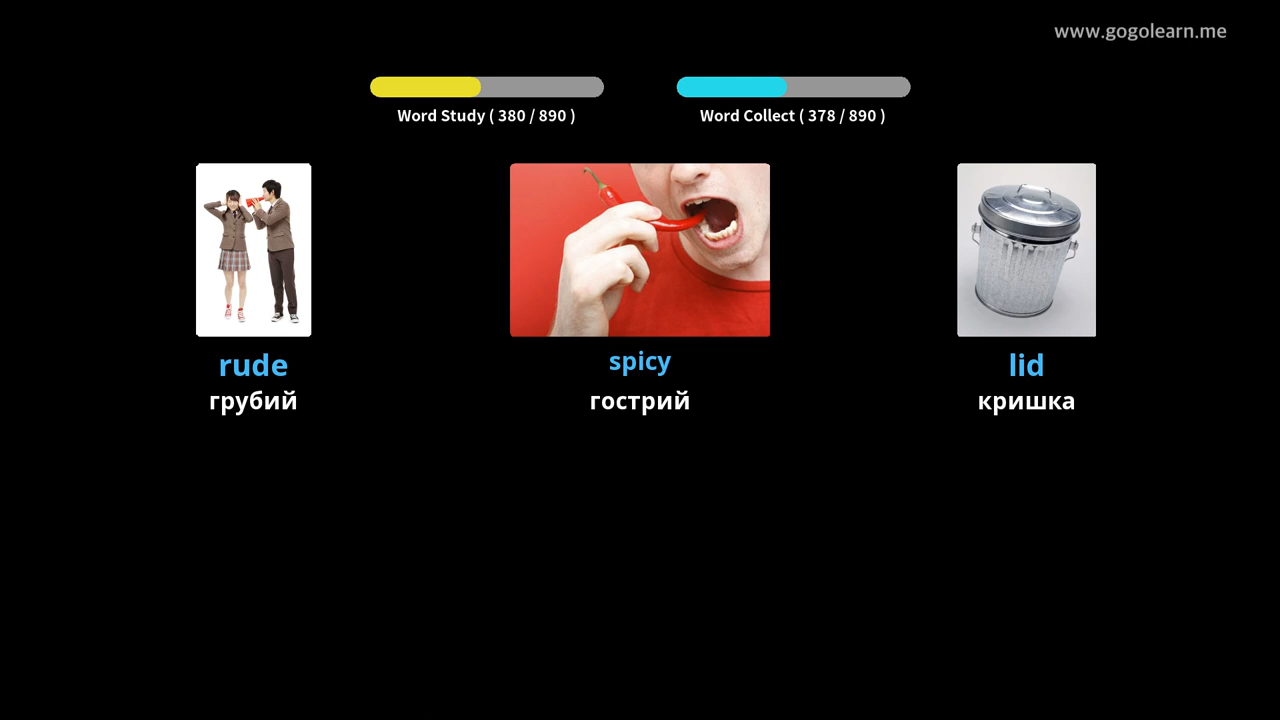 www.gogolearn.me
Word Study ( 380 / 890 )
Word Collect ( 378 / 890 )
rude
грубий
spicy
гострий
lid
кришка